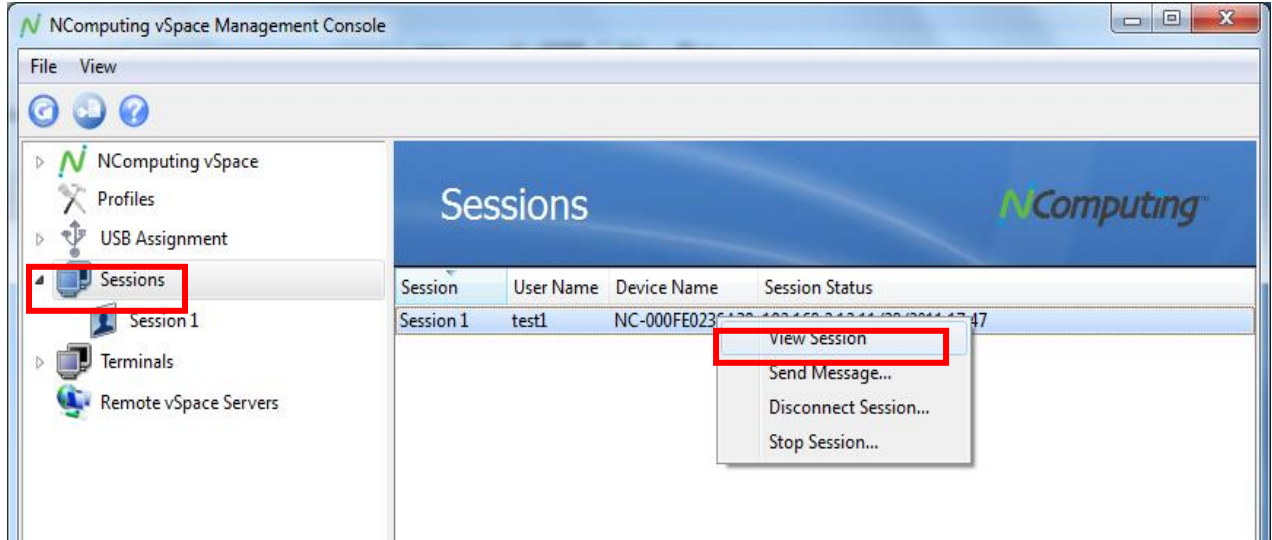 NComputing vSpace Management Console
File View
NComputing vSpace
Profiles
USB Assignment
Sessions
Session 1
Terminals
Remote vSpace Servers
Sessions
NComputing
Session User Name Device Name Session Status
Session 1 test1
View Session
Send Message...
Disconnect Session...
Stop Session...